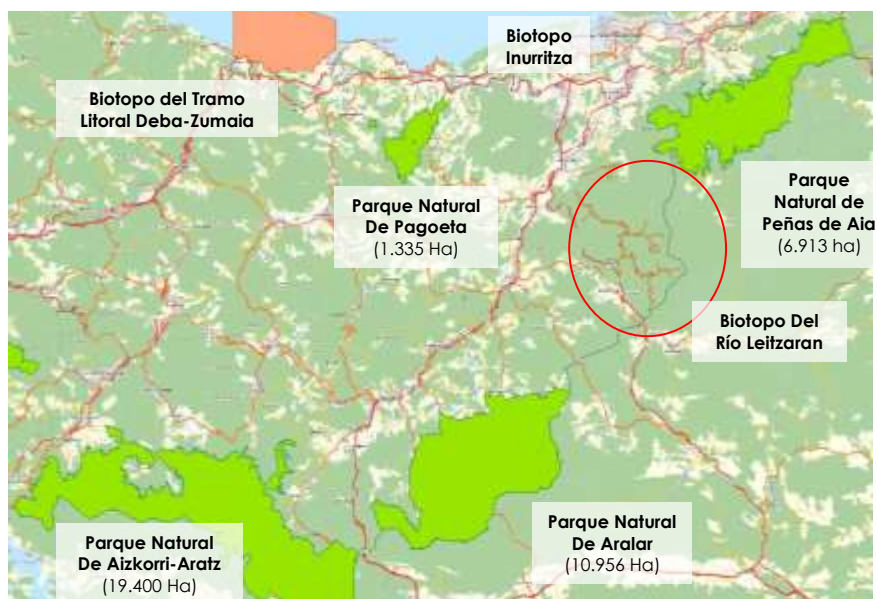 Biotopo
Inurritza
Biotopo del Tramo
Litoral Deba-Zumaia
Parque Natural
De Pagoeta
(1.335 Ha)
Parque
Natural de
Peñas de Aia
(6.913 ha)
Biotopo Del
Río Leitzaran
Parque Natural
De Aralar
(10.956 Ha)
Parque Natural
De Aizkorri-Aratz
(19.400 Ha)